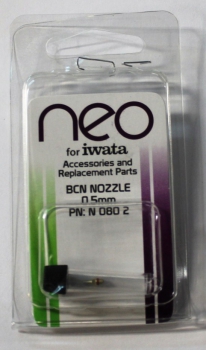 neo
for iwata
Accessories and
Replacement Parts
BCN NOZZLE
0.5mm
PN: N 080 2